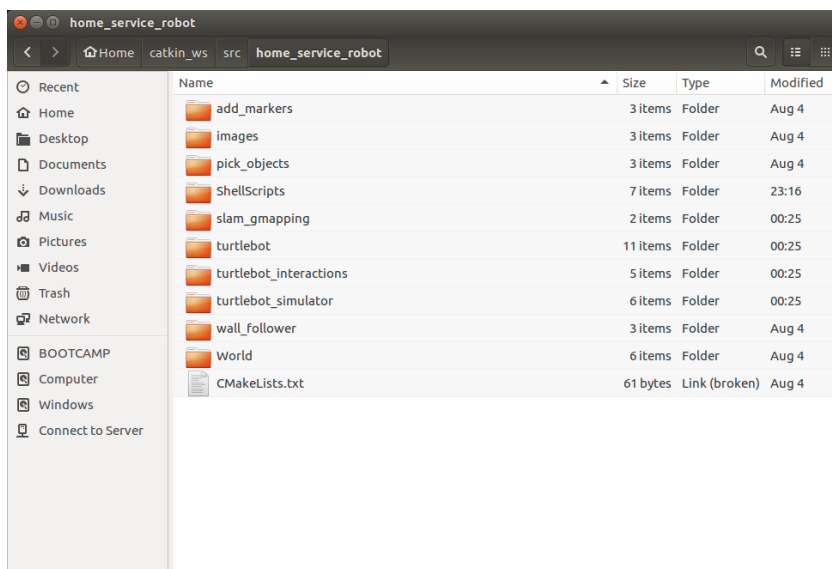 home_service_robot
Home catkin_ws src home_service_robot
Name Size Type Modified
Recent
Home
Desktop
Documents
Downloads
Music
Pictures
Videos
Trash
Network
BOOTCAMP
Computer
Windows
Connect to Server
add_markers 3 items Folder Aug 4
images 3 items Folder Aug 4
pick_objects 3 items Folder Aug 4
ShellScripts 7 items Folder 23:16
slam_gmapping 2 items Folder 00:25
turtlebot 11 items Folder 00:25
turtlebot_interactions 5 items Folder 00:25
turtlebot_simulator 6 items Folder 00:25
wall_follower 3 items Folder Aug 4
World 6 items Folder Aug 4
CMakeLists.txt 61 bytes Link (broken) Aug 4